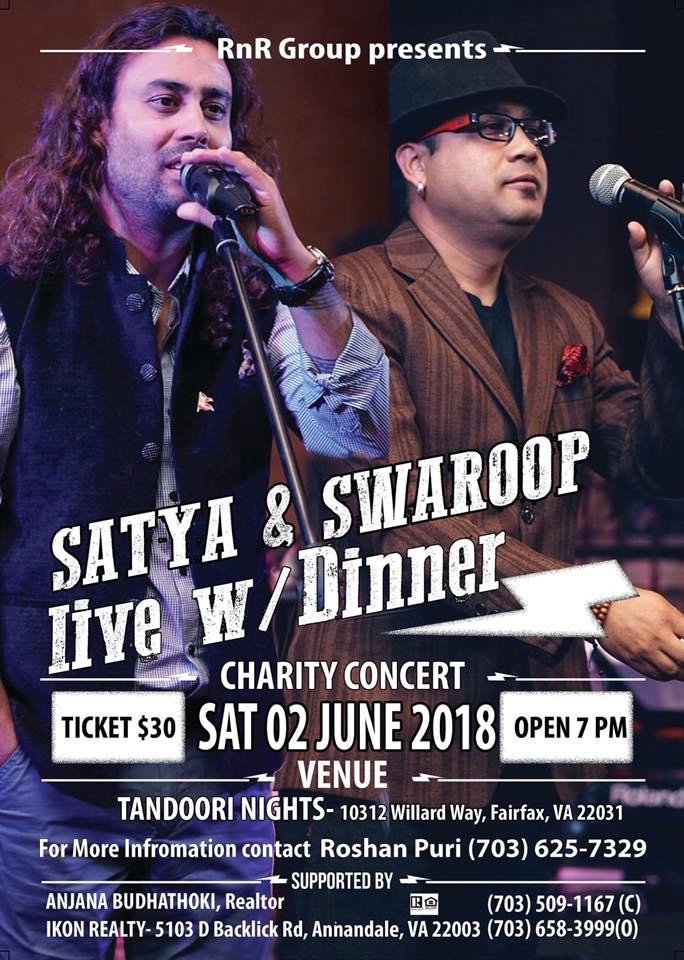 RnR Group presents
SATYA & SWAROOP
live w/Dinner
CHARITY CONCERT
TICKET $30 SAT 02 JUNE 2018 OPEN 7 PM
VENUE
TANDOORI NIGHTS- 10312 Willard Way, Fairfax, VA 22031
For More Infromation contact Roshan Puri (703) 625-7329
SUPPORTED BY
ANJANA BUDHATHOKI, Realtor R (703) 509-1167 (C)
IKON REALTY- 5103 D Backlick Rd, Annandale, VA 22003 (703) 658-3999(O)